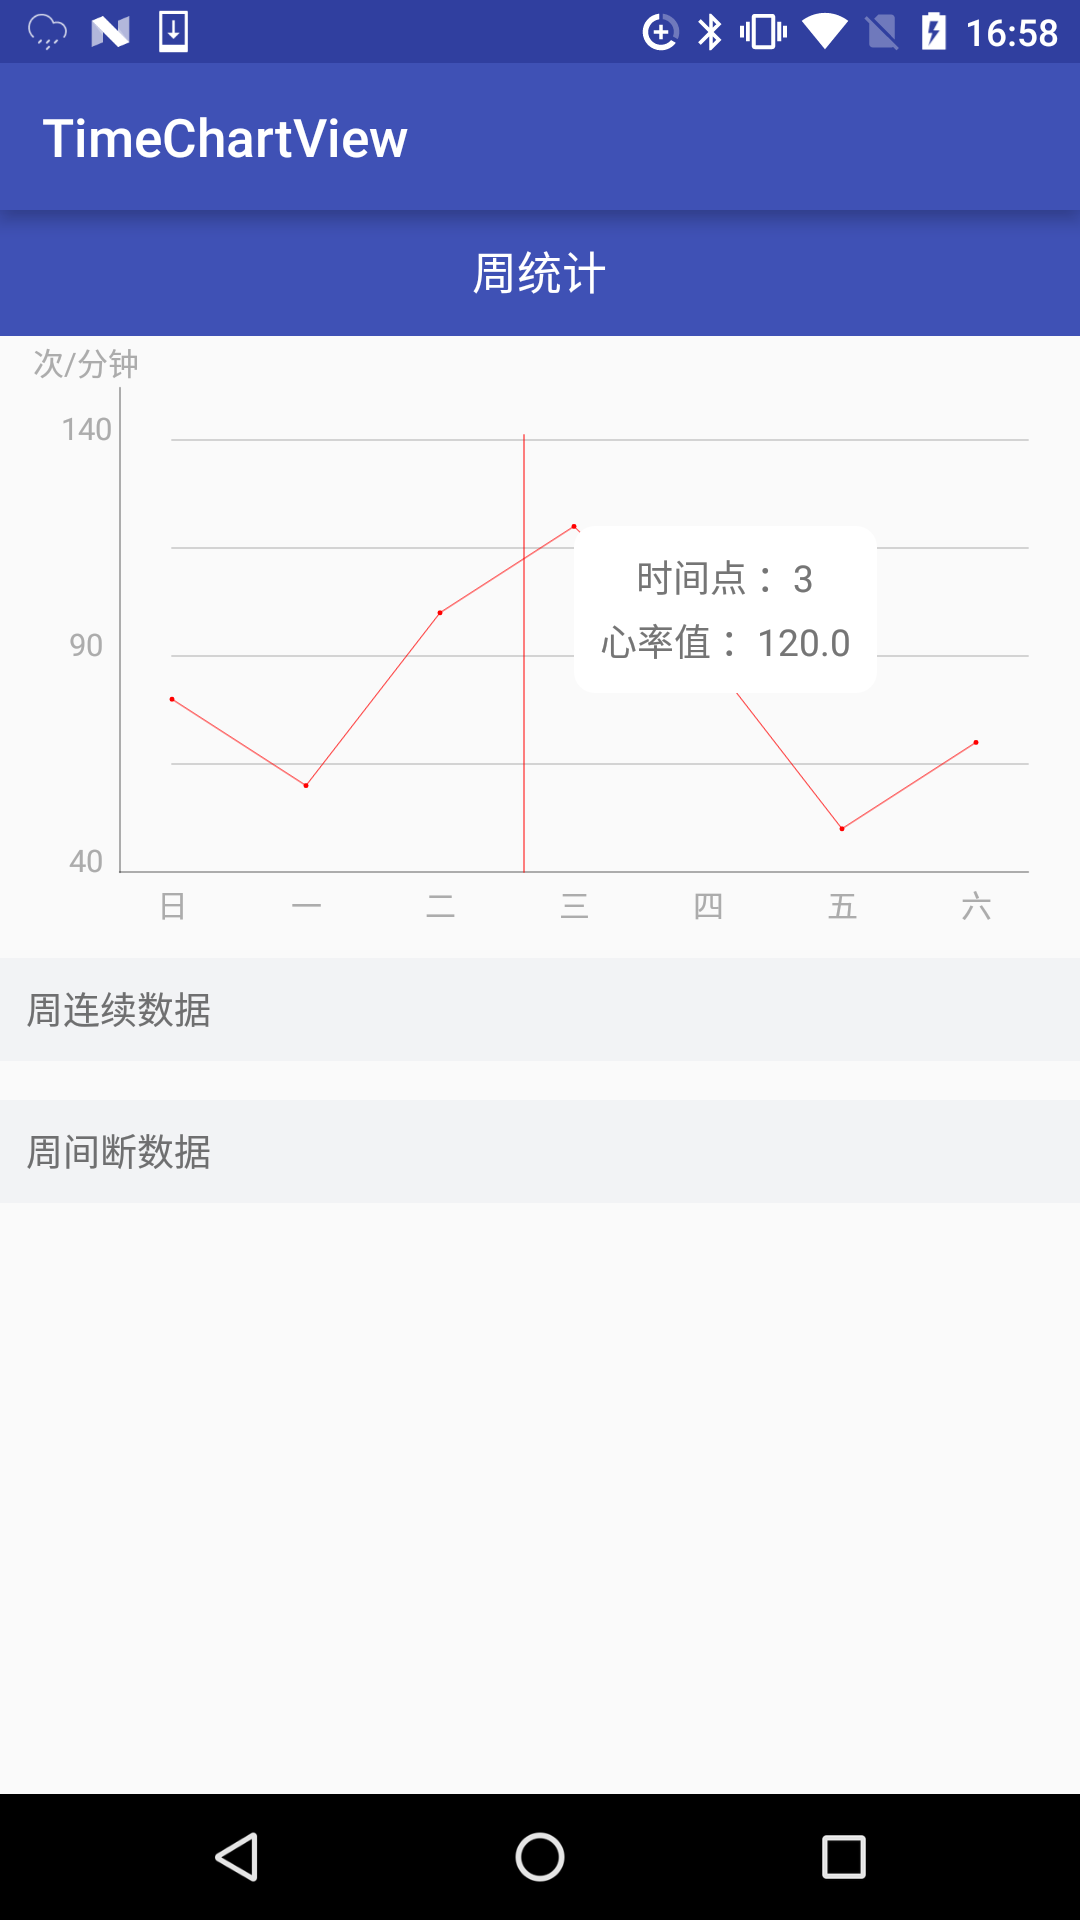 16:58
TimeChartView
周统计
次/分钟
140
时间点：3
90
心率值：120.0
40
日 一 二 三 四 五 六
周连续数据
周间断数据